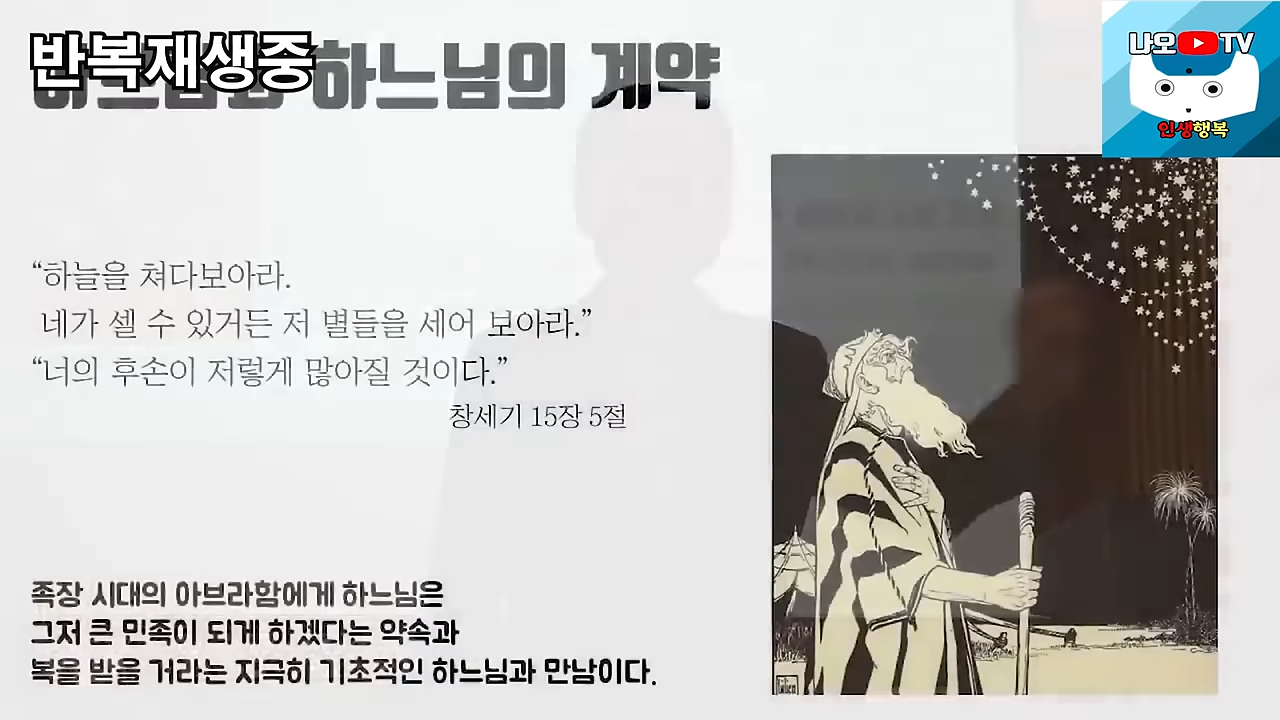 반복재생중
하느님의 계약
나오 TV
인생행복
“하늘을 쳐다보아라.
네가 셀 수 있거든 저 별들을 세어 보아라.”
“너의 후손이 저렇게 많아질 것이다.”
창세기 15장 5절
족장 시대의 아브라함에게 하느님은
그저 큰 민족이 되게 하겠다는 약속과
복을 받을 거라는 지극히 기초적인 하느님과 만남이다.